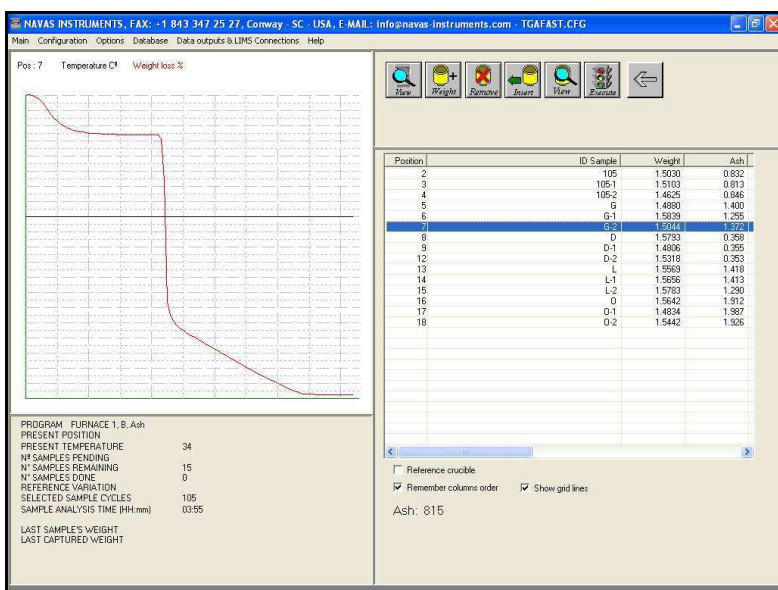 NAVAS INSTRUMENTS, FAX: +1 843 347 25 27, Conway - SC - USA, E-MAIL: info@navas-instruments.com - TGAFAST.CFG
Main Configuration Options Database Data outputs & LIMS Connections Help
Pos : 7 Temperature Cº Weight loss %
View Weight Remove Insert View Execute
Position ID Sample Weight Ash
2 105 1.5030 0.832
3 105-1 1.5103 0.813
4 105-2 1.4625 0.846
5 G 1.4880 1.400
6 G-1 1.5839 1.255
7 G-2 1.5044 1.372
8 D 1.5793 0.358
9 D-1 1.4806 0.355
12 D-2 1.5318 0.353
13 L 1.5569 1.418
14 L-1 1.5656 1.413
15 L-2 1.5783 1.290
16 O 1.5642 1.912
17 O-1 1.4834 1.987
18 O-2 1.5442 1.926
PROGRAM FURNACE 1, B, Ash
PRESENT POSITION
PRESENT TEMPERATURE 34
Nº SAMPLES PENDING
N° SAMPLES REMAINING 15
N° SAMPLES DONE 0
REFERENCE VARIATION
SELECTED SAMPLE CYCLES 105
SAMPLE ANALYSIS TIME (HH:mm) 03:55
LAST SAMPLE'S WEIGHT
LAST CAPTURED WEIGHT
Reference crucible
Remember columns order Show grid lines
Ash: 815